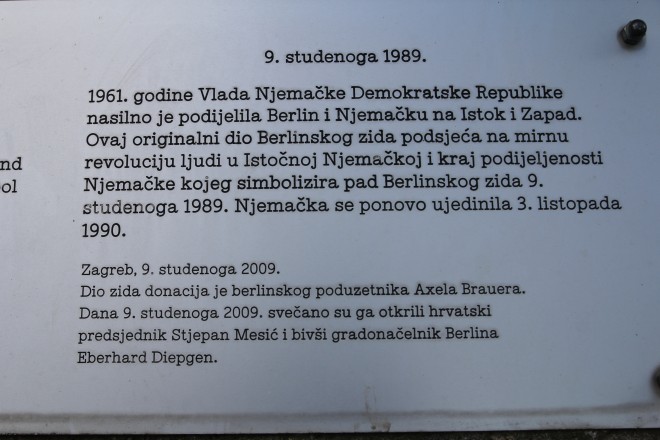 9. studenoga 1989.
1961. godine Vlada Njemačke Demokratske Republike
nasilno je podijelila Berlin i Njemačku na Istok i Zapad.
Ovaj originalni dio Berlinskog zida podsjeća na mirnu
revoluciju ljudi u Istočnoj Njemačkoj i kraj podijeljenosti
Njemačke kojeg simbolizira pad Berlinskog zida 9.
studenoga 1989. Njemačka se ponovo ujedinila 3. listopada
1990.
Zagreb, 9. studenoga 2009.
Dio zida donacija je berlinskog poduzetnika Axela Brauera.
Dana 9. studenoga 2009. svečano su ga otkrili hrvatski
predsjednik Stjepan Mesić i bivši gradonačelnik Berlina
Eberhard Diepgen.